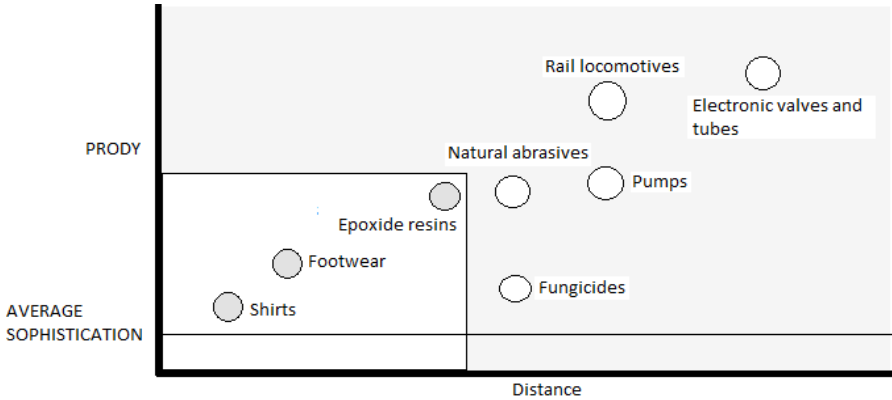 Rail locomotives
Electronic valves and
tubes
PRODY
Natural abrasives
Pumps
Epoxide resins
Footwear
Fungicides
Shirts
AVERAGE
SOPHISTICATION
Distance